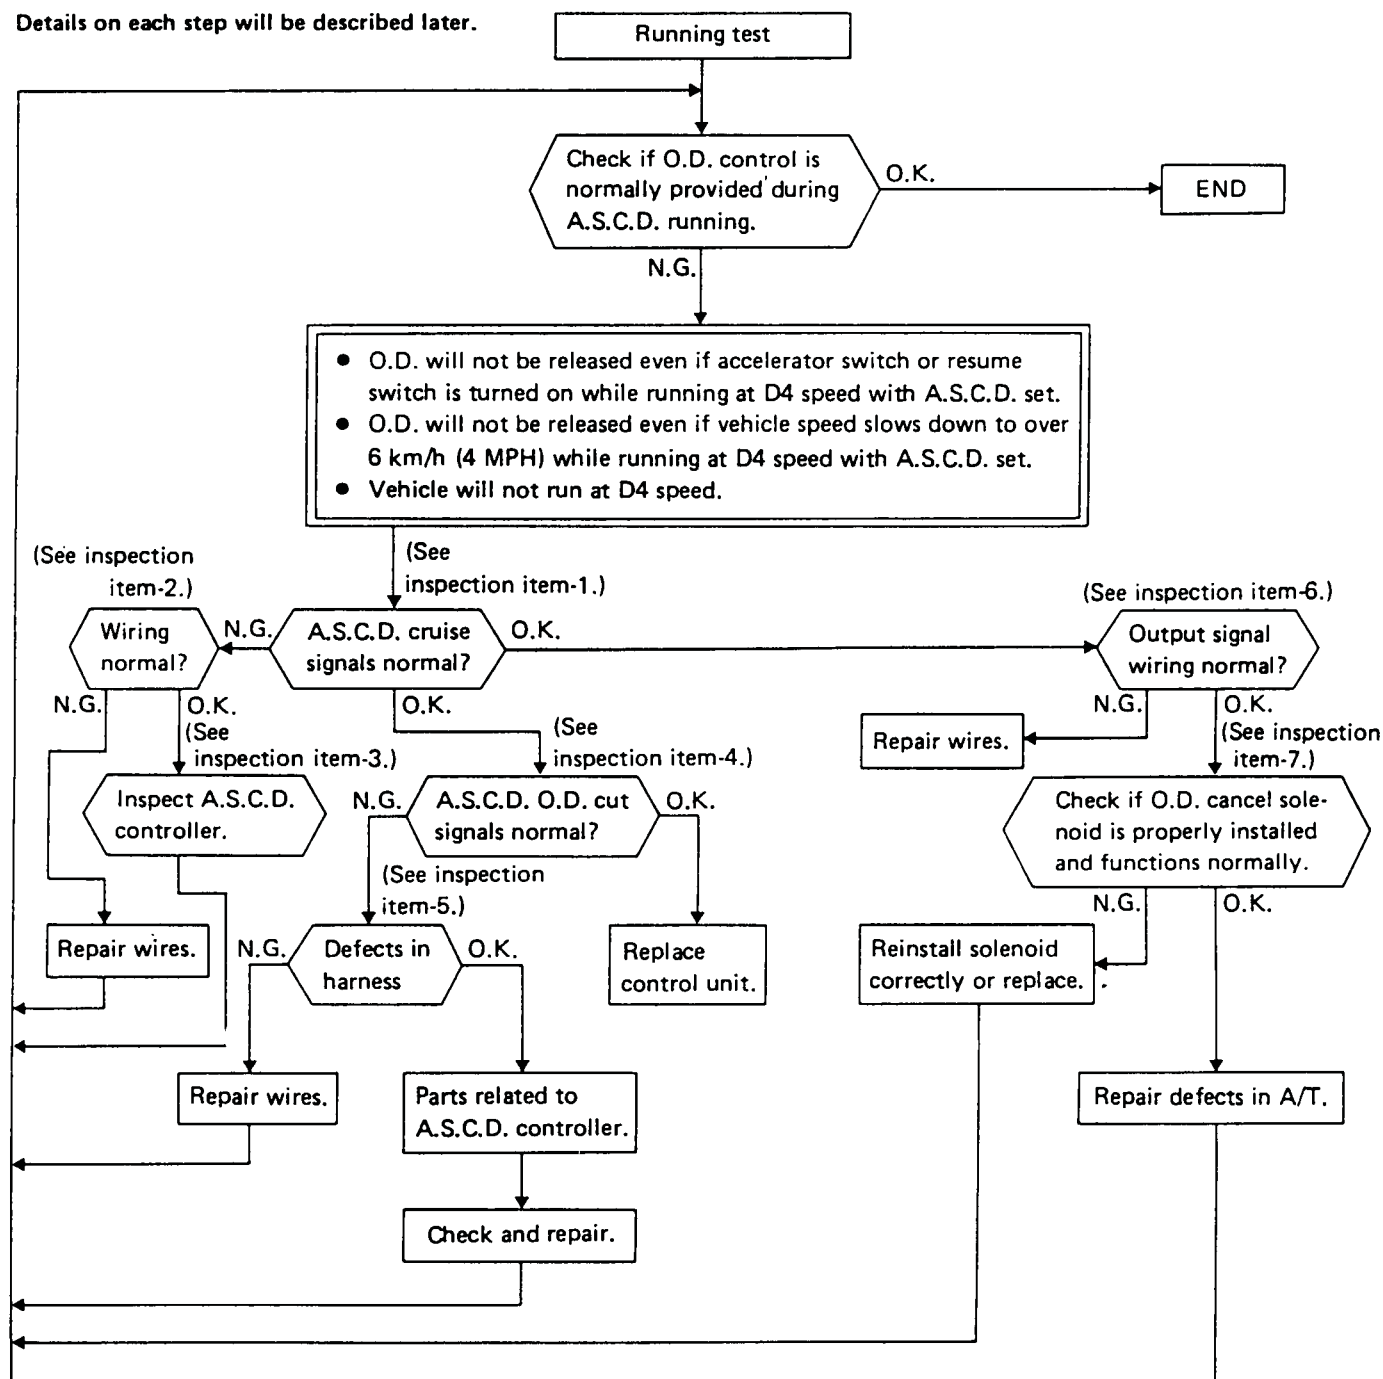 Details on each step will be described later.
Running test
Check if O.D. control is
normally provided during
A.S.C.D. running.
O.K.
END
N.G.
● O.D. will not be released even if accelerator switch or resume
switch is turned on while running at D4 speed with A.S.C.D. set.
● O.D. will not be released even if vehicle speed slows down to over
6 km/h (4 MPH) while running at D4 speed with A.S.C.D. set.
● Vehicle will not run at D4 speed.
(See inspection
item-2.)
(See
inspection item-1.)
(See inspection item-6.)
Wiring
normal?
N.G.
A.S.C.D. cruise
signals normal?
O.K.
Output signal
wiring normal?
N.G.
O.K.
O.K.
N.G.
O.K.
(See
inspection item-3.)
(See
inspection item-4.)
Repair wires.
(See inspection
item-7.)
Inspect A.S.C.D.
controller.
N.G.
A.S.C.D. O.D. cut
signals normal?
O.K.
Check if O.D. cancel sole-
noid is properly installed
and functions normally.
(See inspection
item-5.)
N.G.
O.K.
Repair wires.
N.G.
Defects in
harness
O.K.
Replace
control unit.
Reinstall solenoid
correctly or replace.
Repair wires.
Parts related to
A.S.C.D. controller.
Repair defects in A/T.
Check and repair.